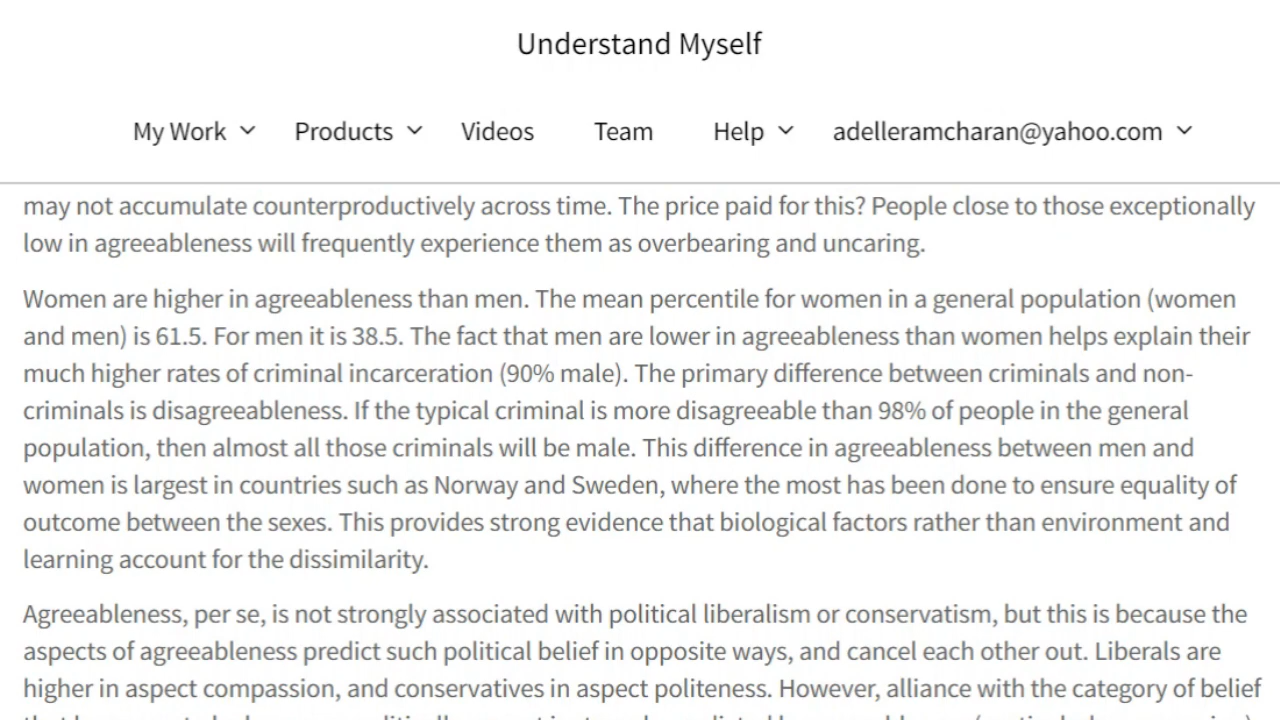 Understand Myself
My Work Products Videos Team Help adelleramcharan@yahoo.com
may not accumulate counterproductively across time. The price paid for this? People close to those exceptionally
low in agreeableness will frequently experience them as overbearing and uncaring.
Women are higher in agreeableness than men. The mean percentile for women in a general population (women
and men) is 61.5. For men it is 38.5. The fact that men are lower in agreeableness than women helps explain their
much higher rates of criminal incarceration (90% male). The primary difference between criminals and non-
criminals is disagreeableness. If the typical criminal is more disagreeable than 98% of people in the general
population, then almost all those criminals will be male. This difference in agreeableness between men and
women is largest in countries such as Norway and Sweden, where the most has been done to ensure equality of
outcome between the sexes. This provides strong evidence that biological factors rather than environment and
learning account for the dissimilarity.
Agreeableness, per se, is not strongly associated with political liberalism or conservatism, but this is because the
aspects of agreeableness predict such political belief in opposite ways, and cancel each other out. Liberals are
higher in aspect compassion, and conservatives in aspect politeness. However, alliance with the category of belief